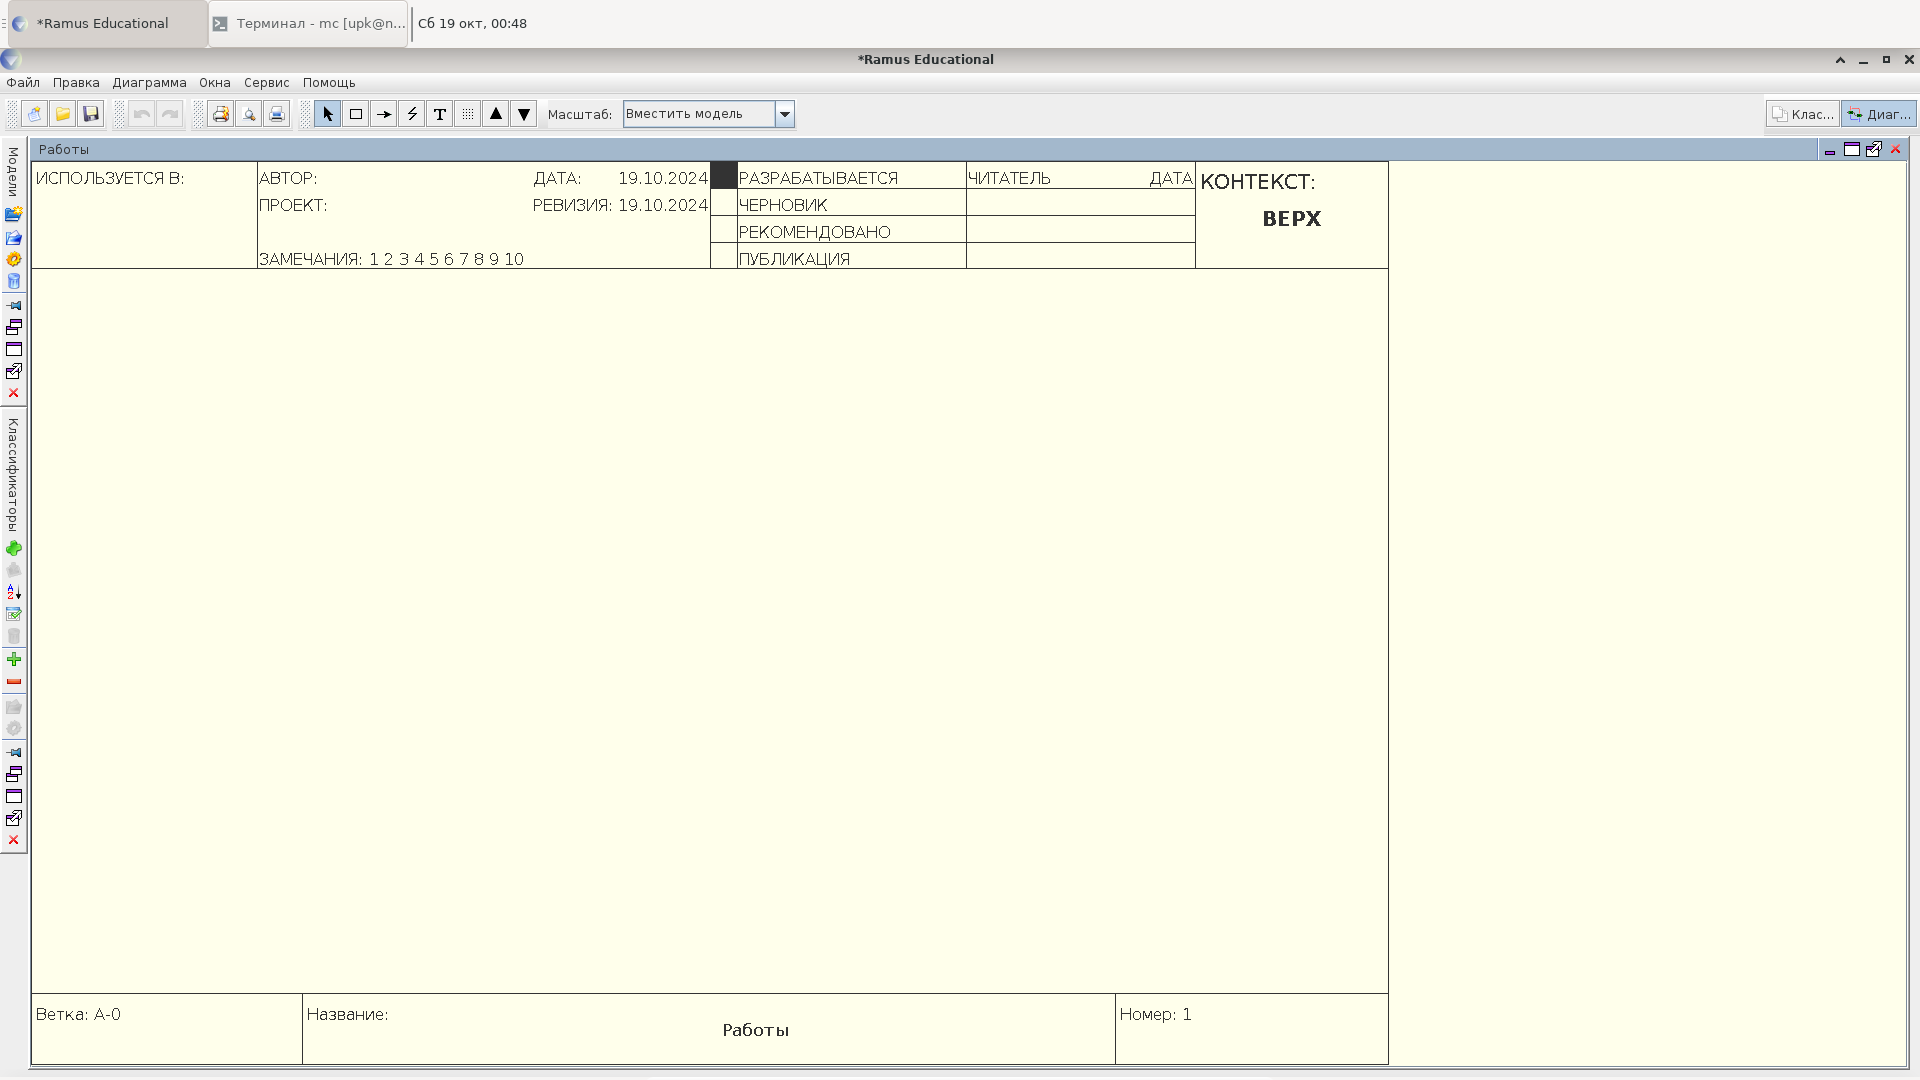 *Ramus Educational
Терминал - mc [upk@n...
Сб 19 окт, 00:48
*Ramus Educational
Файл Правка Диаграмма Окна Сервис Помощь
Масштаб: Вместить модель
Клас... Диаг...
Модели
Классификаторы
Работы
ИСПОЛЬЗУЕТСЯ В:
АВТОР: ДАТА: 19.10.2024
ПРОЕКТ: РЕВИЗИЯ: 19.10.2024
ЗАМЕЧАНИЯ: 1 2 3 4 5 6 7 8 9 10
РАЗРАБАТЫВАЕТСЯ
ЧЕРНОВИК
РЕКОМЕНДОВАНО
ПУБЛИКАЦИЯ
ЧИТАТЕЛЬ ДАТА
КОНТЕКСТ:
ВЕРХ
Ветка: A-0
Название:
Работы
Номер: 1